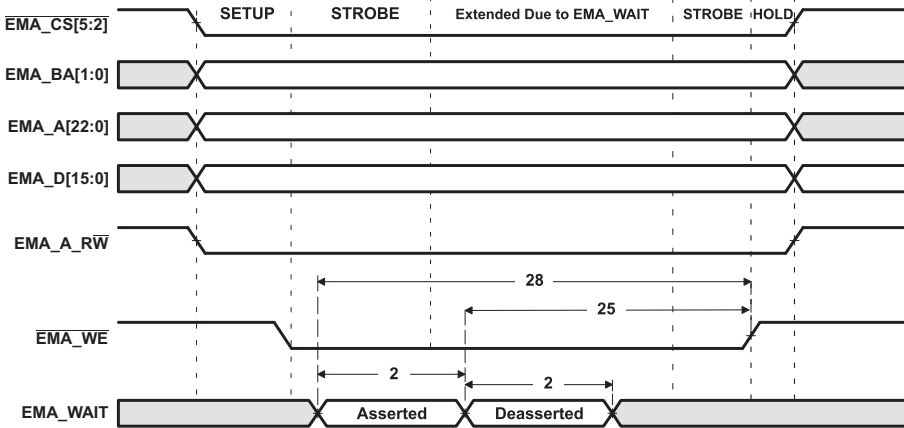 SETUP STROBE Extended Due to EMA_WAIT STROBE HOLD
EMA_CS[5:2]
EMA_BA[1:0]
EMA_A[22:0]
EMA_D[15:0]
EMA_A_RW
28
25
EMA_WE
2
2
EMA_WAIT Asserted Deasserted